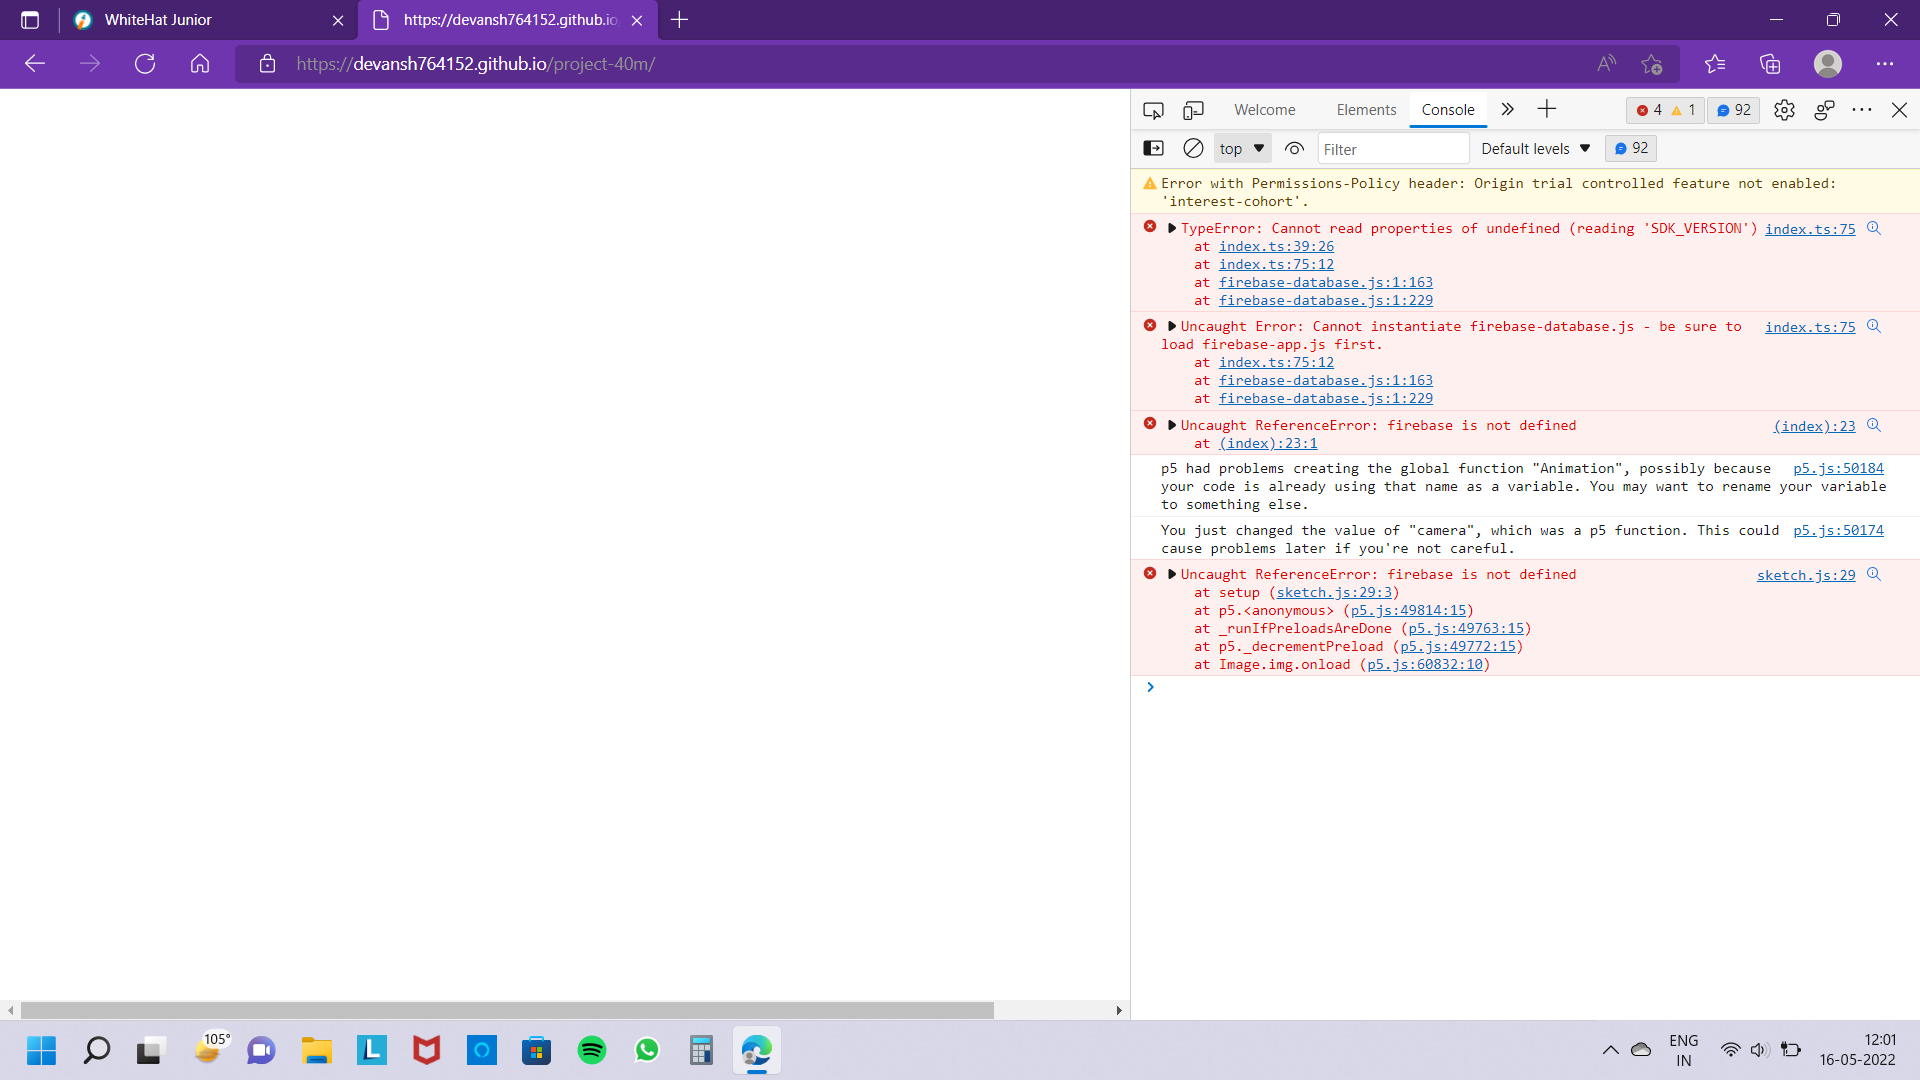 WhiteHat Junior
https://devansh764152.github.io
https://devansh764152.github.io/project-40m/
Welcome
Elements
Console
4
1
92
top
Filter
Default levels
92
Error with Permissions-Policy header: Origin trial controlled feature not enabled:
'interest-cohort'.
TypeError: Cannot read properties of undefined (reading 'SDK_VERSION') index.ts:75
at index.ts:39:26
at index.ts:75:12
at firebase-database.js:1:163
at firebase-database.js:1:229
Uncaught Error: Cannot instantiate firebase-database.js - be sure to index.ts:75
load firebase-app.js first.
at index.ts:75:12
at firebase-database.js:1:163
at firebase-database.js:1:229
Uncaught ReferenceError: firebase is not defined (index):23
at (index):23:1
p5 had problems creating the global function "Animation", possibly because p5.js:50184
your code is already using that name as a variable. You may want to rename your variable
to something else.
You just changed the value of "camera", which was a p5 function. This could p5.js:50174
cause problems later if you're not careful.
Uncaught ReferenceError: firebase is not defined sketch.js:29
at setup (sketch.js:29:3)
at p5.<anonymous> (p5.js:49814:15)
at _runIfPreloadsAreDone (p5.js:49763:15)
at p5._decrementPreload (p5.js:49772:15)
at Image.img.onload (p5.js:60832:10)
105°
L
ENG
IN
12:01
16-05-2022